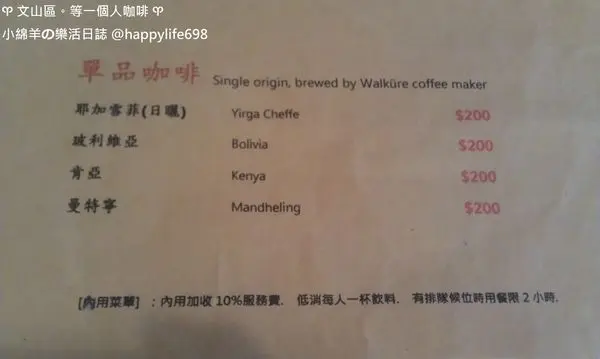 ♈ 文山區。等一個人咖啡 ♈
小綿羊の樂活日誌 @happylife698
單品咖啡 Single origin, brewed by Walküre coffee maker
耶加雪菲(日曬) Yirga Cheffe $200
玻利維亞 Bolivia $200
肯亞 Kenya $200
曼特寧 Mandheling $200
[內用菜單] : 內用加收 10%服務費. 低消每人一杯飲料. 有排隊候位時用餐限 2 小時.